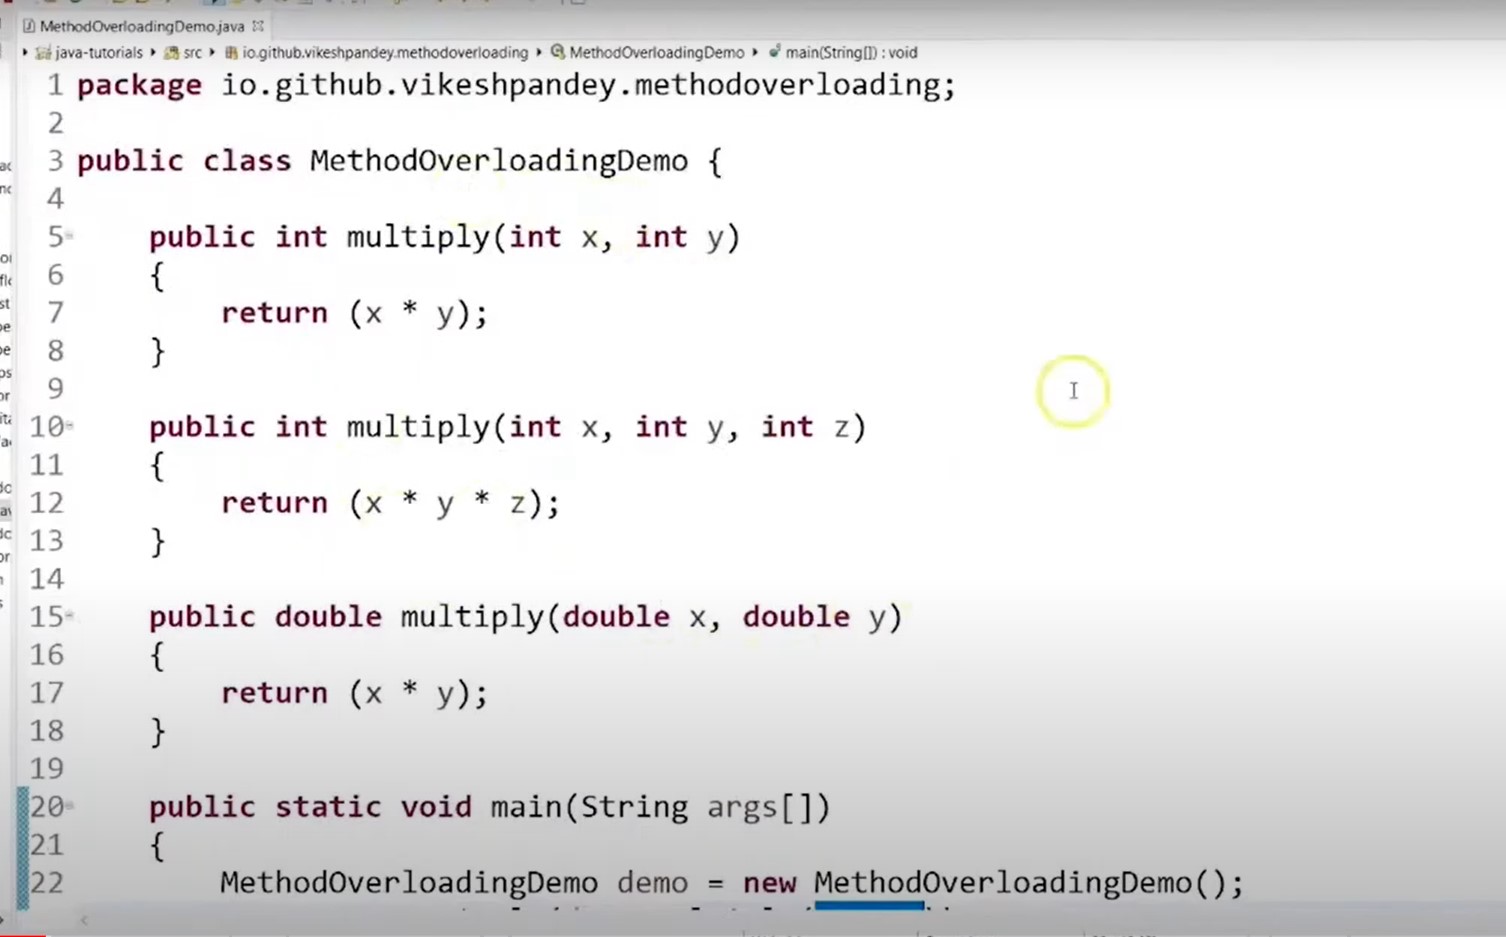 MethodOverloadingDemo.java
java-tutorials src io.github.vikeshpandey.methodoverloading MethodOverloadingDemo main(String[]) : void
1 package io.github.vikeshpandey.methodoverloading;
2
3 public class MethodOverloadingDemo {
4
5 public int multiply(int x, int y)
6 {
7 return (x * y);
8 }
9
10 public int multiply(int x, int y, int z)
11 {
12 return (x * y * z);
13 }
14
15 public double multiply(double x, double y)
16 {
17 return (x * y);
18 }
19
20 public static void main(String args[])
21 {
22 MethodOverloadingDemo demo = new MethodOverloadingDemo();